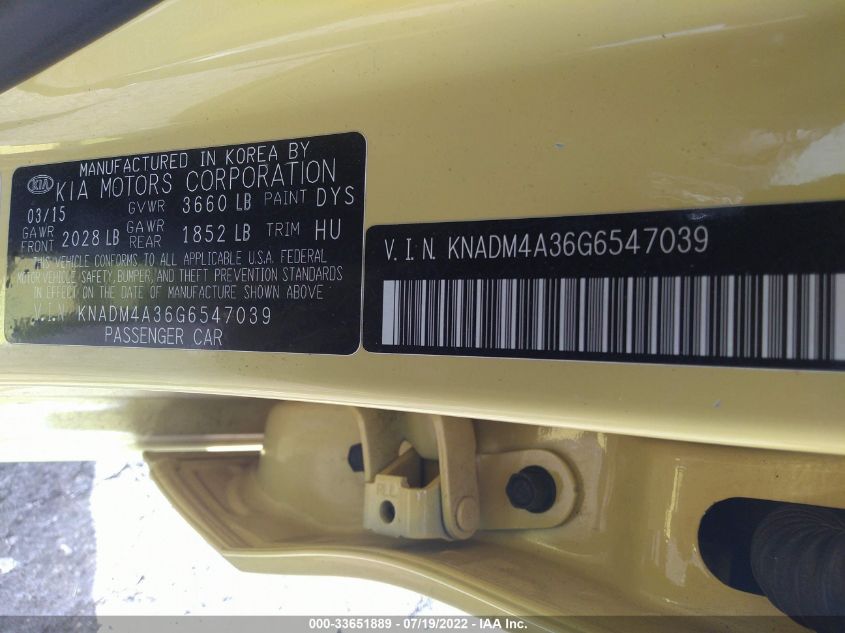 MANUFACTURED IN KOREA BY
KIA KIA MOTORS CORPORATION
03/15 GVWR 3660 LB PAINT DYS
GAWR FRONT 2028 LB GAWR REAR 1852 LB TRIM HU
THIS VEHICLE CONFORMS TO ALL APPLICABLE U.S.A. FEDERAL
MOTOR VEHICLE SAFETY, BUMPER, AND THEFT PREVENTION STANDARDS
IN EFFECT ON THE DATE OF MANUFACTURE SHOWN ABOVE
V.I.N. KNADM4A36G6547039
PASSENGER CAR
V.I.N. KNADM4A36G6547039
000-33651889 - 07/19/2022 - IAA Inc.